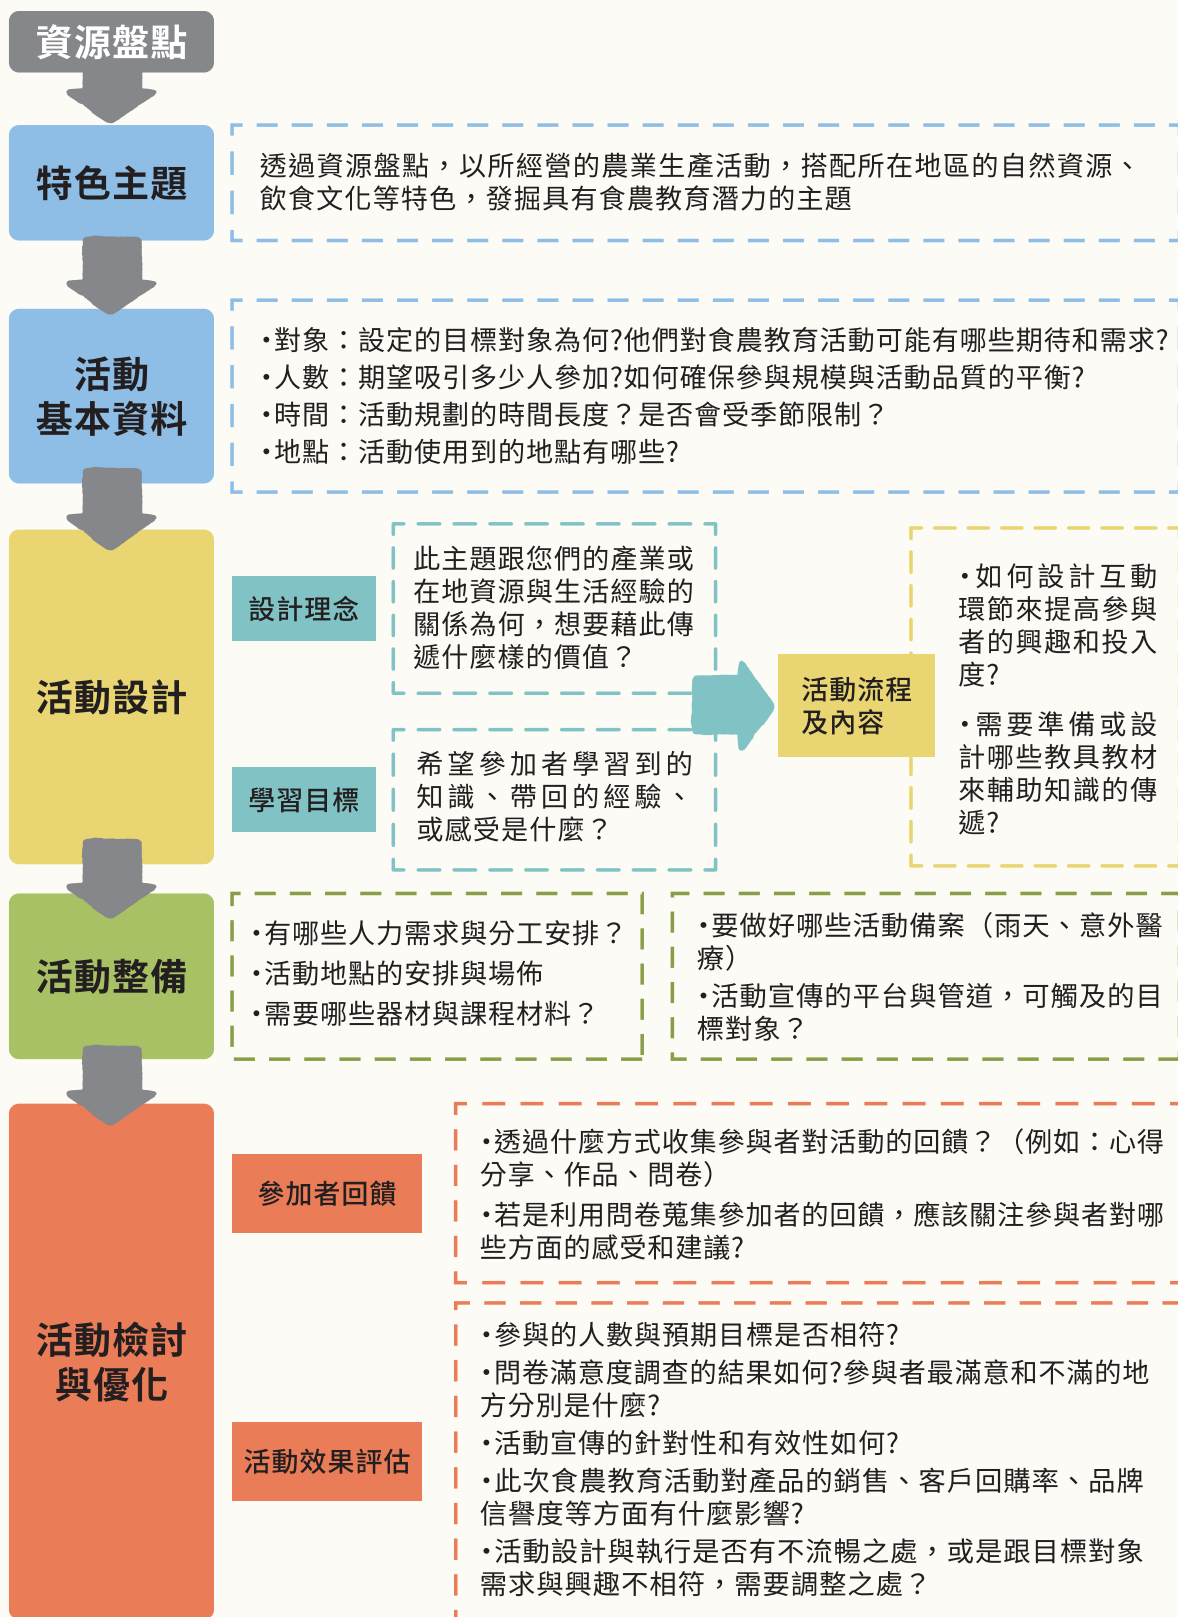 資源盤點
特色主題
透過資源盤點，以所經營的農業生產活動，搭配所在地區的自然資源、
飲食文化等特色，發掘具有食農教育潛力的主題
活動
基本資料
•對象：設定的目標對象為何?他們對食農教育活動可能有哪些期待和需求?
•人數：期望吸引多少人參加?如何確保參與規模與活動品質的平衡?
•時間：活動規劃的時間長度？是否會受季節限制？
•地點：活動使用到的地點有哪些?
活動設計
設計理念
此主題跟您們的產業或
在地資源與生活經驗的
關係為何，想要藉此傳
遞什麼樣的價值？
學習目標
希望參加者學習到的
知識、帶回的經驗、
或感受是什麼？
活動流程
及內容
•如何設計互動
環節來提高參與
者的興趣和投入
度?
•需要準備或設
計哪些教具教材
來輔助知識的傳
遞?
活動整備
•有哪些人力需求與分工安排？
•活動地點的安排與場佈
•需要哪些器材與課程材料？
•要做好哪些活動備案（雨天、意外醫
療）
•活動宣傳的平台與管道，可觸及的目
標對象？
活動檢討
與優化
參加者回饋
•透過什麼方式收集參與者對活動的回饋？（例如：心得
分享、作品、問卷）
•若是利用問卷蒐集參加者的回饋，應該關注參與者對哪
些方面的感受和建議?
活動效果評估
•參與的人數與預期目標是否相符?
•問卷滿意度調查的結果如何?參與者最滿意和不滿的地
方分別是什麼?
•活動宣傳的針對性和有效性如何?
•此次食農教育活動對產品的銷售、客戶回購率、品牌
信譽度等方面有什麼影響?
•活動設計與執行是否有不流暢之處，或是跟目標對象
需求與興趣不相符，需要調整之處？